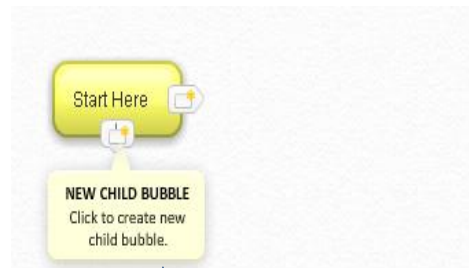 Start Here
NEW CHILD BUBBLE
Click to create new
child bubble.